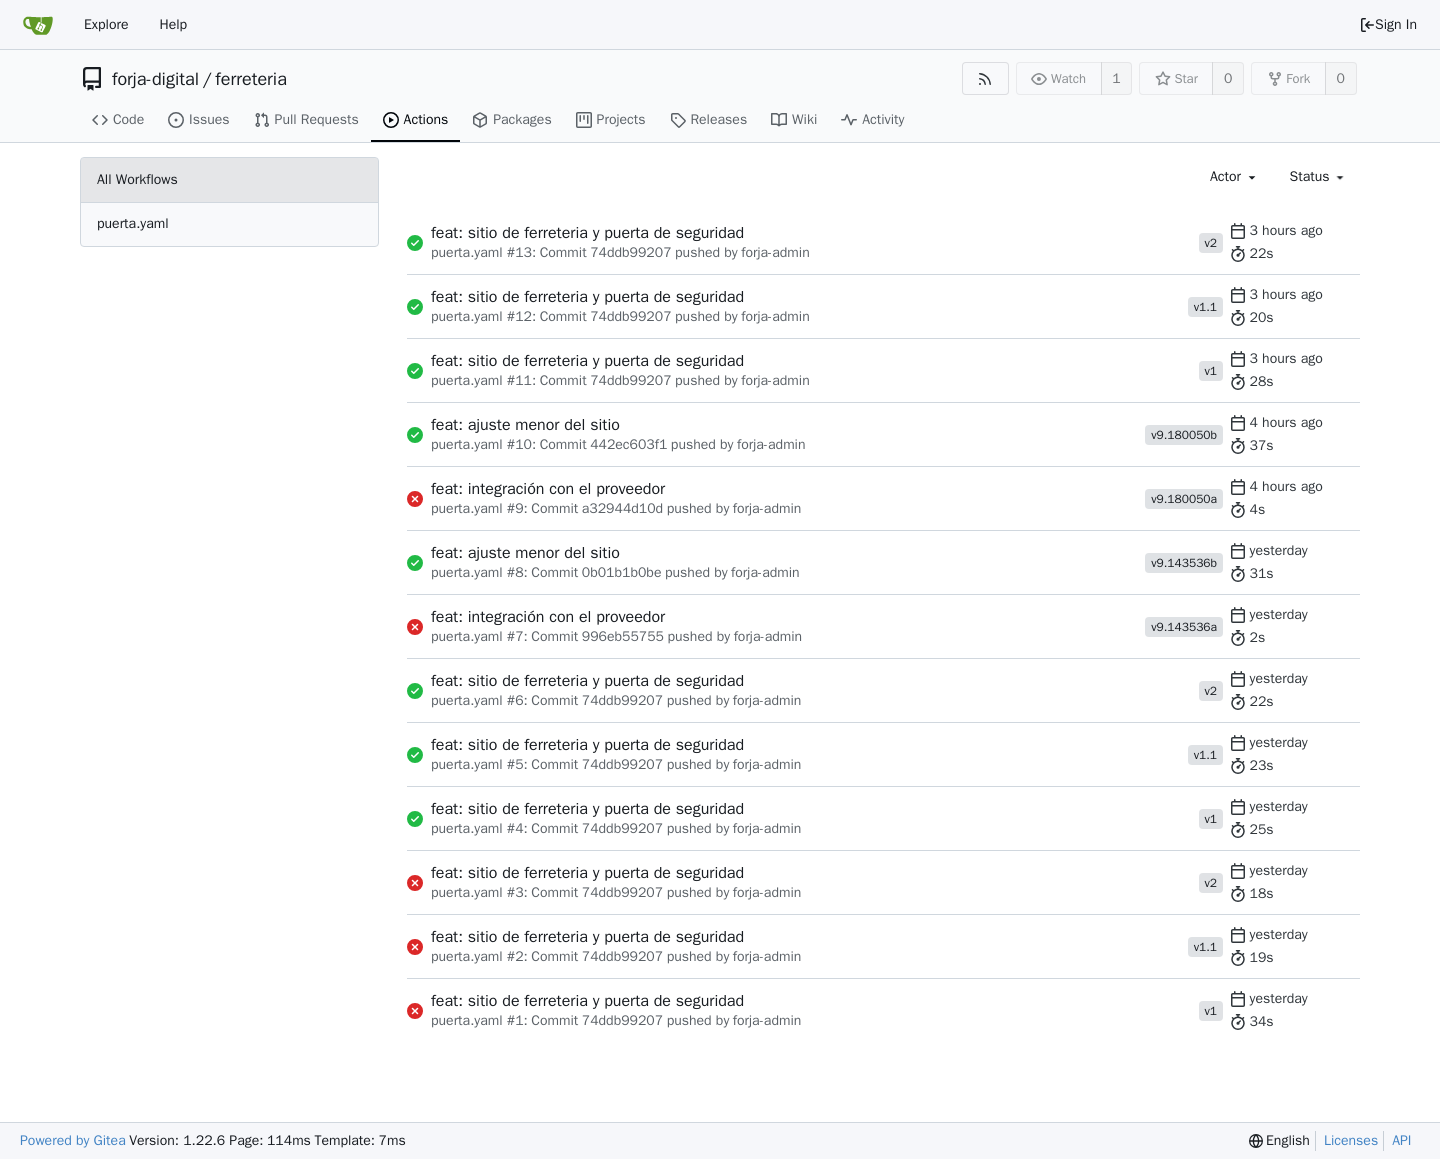 Explore Help Sign In
forja-digital / ferreteria Watch 1 Star 0 Fork 0
Code Issues Pull Requests Actions Packages Projects Releases Wiki Activity
All Workflows
puerta.yaml
Actor Status
feat: sitio de ferreteria y puerta de seguridad
puerta.yaml #13: Commit 74ddb99207 pushed by forja-admin
v2
3 hours ago
22s
feat: sitio de ferreteria y puerta de seguridad
puerta.yaml #12: Commit 74ddb99207 pushed by forja-admin
v1.1
3 hours ago
20s
feat: sitio de ferreteria y puerta de seguridad
puerta.yaml #11: Commit 74ddb99207 pushed by forja-admin
v1
3 hours ago
28s
feat: ajuste menor del sitio
puerta.yaml #10: Commit 442ec603f1 pushed by forja-admin
v9.180050b
4 hours ago
37s
feat: integración con el proveedor
puerta.yaml #9: Commit a32944d10d pushed by forja-admin
v9.180050a
4 hours ago
4s
feat: ajuste menor del sitio
puerta.yaml #8: Commit 0b01b1b0be pushed by forja-admin
v9.143536b
yesterday
31s
feat: integración con el proveedor
puerta.yaml #7: Commit 996eb55755 pushed by forja-admin
v9.143536a
yesterday
2s
feat: sitio de ferreteria y puerta de seguridad
puerta.yaml #6: Commit 74ddb99207 pushed by forja-admin
v2
yesterday
22s
feat: sitio de ferreteria y puerta de seguridad
puerta.yaml #5: Commit 74ddb99207 pushed by forja-admin
v1.1
yesterday
23s
feat: sitio de ferreteria y puerta de seguridad
puerta.yaml #4: Commit 74ddb99207 pushed by forja-admin
v1
yesterday
25s
feat: sitio de ferreteria y puerta de seguridad
puerta.yaml #3: Commit 74ddb99207 pushed by forja-admin
v2
yesterday
18s
feat: sitio de ferreteria y puerta de seguridad
puerta.yaml #2: Commit 74ddb99207 pushed by forja-admin
v1.1
yesterday
19s
feat: sitio de ferreteria y puerta de seguridad
puerta.yaml #1: Commit 74ddb99207 pushed by forja-admin
v1
yesterday
34s
Powered by Gitea Version: 1.22.6 Page: 114ms Template: 7ms English Licenses API